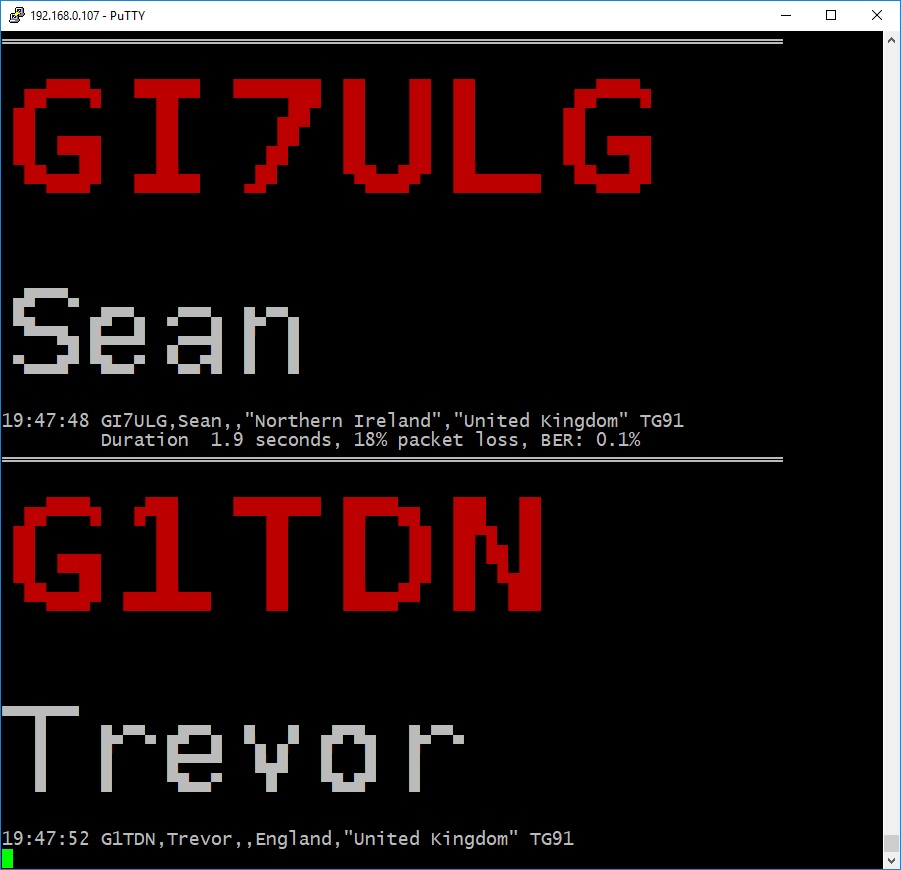 192.168.0.107 - PuTTY
GI7ULG
Sean
19:47:48 GI7ULG,Sean,,"Northern Ireland","United Kingdom" TG91
Duration  1.9 seconds, 18% packet loss, BER: 0.1%
G1TDN
Trevor
19:47:52 G1TDN,Trevor,,England,"United Kingdom" TG91